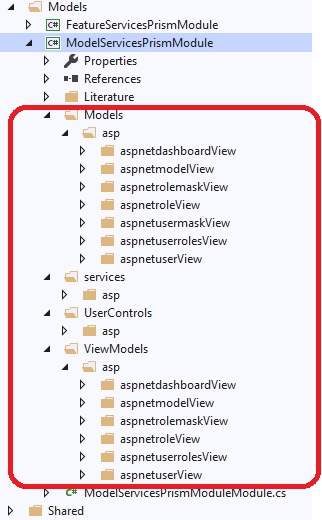 Models
FeatureServicesPrismModule
ModelServicesPrismModule
Properties
References
Literature
Models
asp
aspnetdashboardView
aspnetmodelView
aspnetrolemaskView
aspnetroleView
aspnetusermaskView
aspnetuserrolesView
aspnetuserView
services
asp
UserControls
asp
ViewModels
asp
aspnetdashboardView
aspnetmodelView
aspnetrolemaskView
aspnetroleView
aspnetuserrolesView
aspnetuserView
ModelServicesPrismModuleModule.cs
Shared